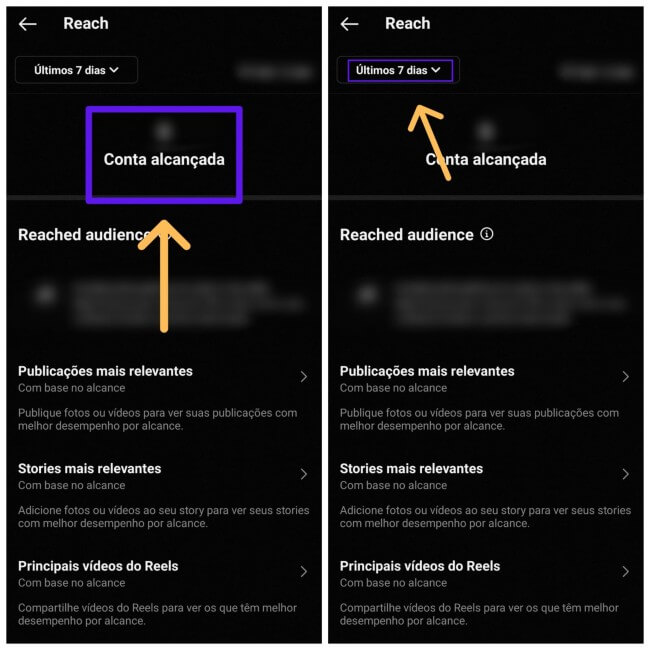 Reach
Últimos 7 dias
Conta alcançada
Reached audience
Publicações mais relevantes
Com base no alcance
Publique fotos ou vídeos para ver suas publicações com
melhor desempenho por alcance.
Stories mais relevantes
Com base no alcance
Adicione fotos ou vídeos ao seu story para ver seus stories
com melhor desempenho por alcance.
Principais vídeos do Reels
Com base no alcance
Compartilhe vídeos do Reels para ver os que têm melhor
desempenho por alcance.
Reach
Últimos 7 dias
Conta alcançada
Reached audience
Publicações mais relevantes
Com base no alcance
Publique fotos ou vídeos para ver suas publicações com
melhor desempenho por alcance.
Stories mais relevantes
Com base no alcance
Adicione fotos ou vídeos ao seu story para ver seus stories
com melhor desempenho por alcance.
Principais vídeos do Reels
Com base no alcance
Compartilhe vídeos do Reels para ver os que têm melhor
desempenho por alcance.